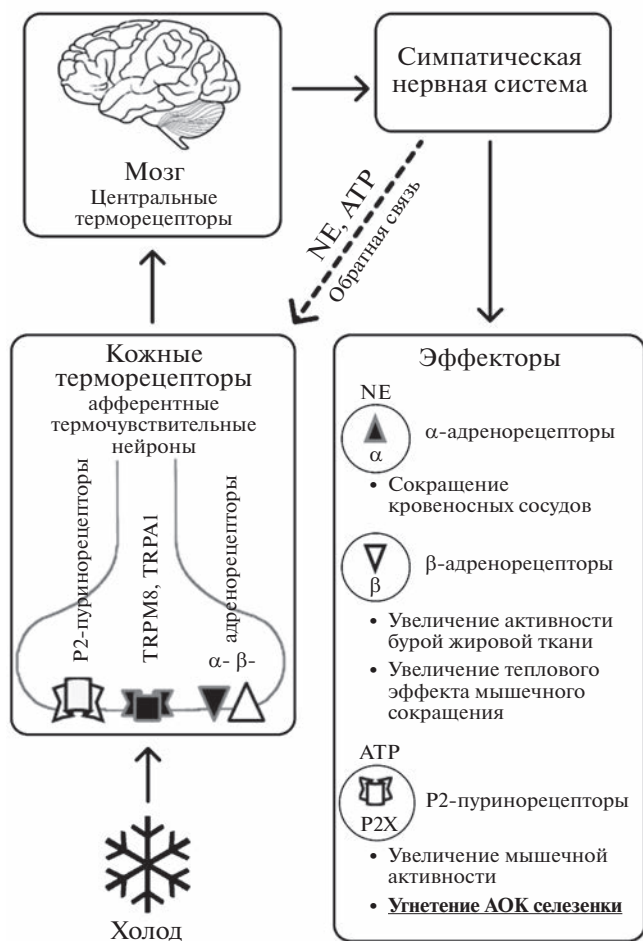 Мозг
Центральные
терморецепторы
Симпатическая
нервная система
NE, ATP
Обратная связь
Кожные
терморецепторы
афферентные
термочувствительные
нейроны
P2-пуринорецепторы
TRPM8, TRPA1
адренорецепторы
α- β-
Холод
Эффекторы
NE
α
α-адренорецепторы
• Сокращение
кровеносных сосудов
β
β-адренорецепторы
• Увеличение активности
бурой жировой ткани
• Увеличение теплового
эффекта мышечного
сокращения
ATP
P2X
P2-пуринорецепторы
• Увеличение мышечной
активности
• Угнетение АОК селезенки